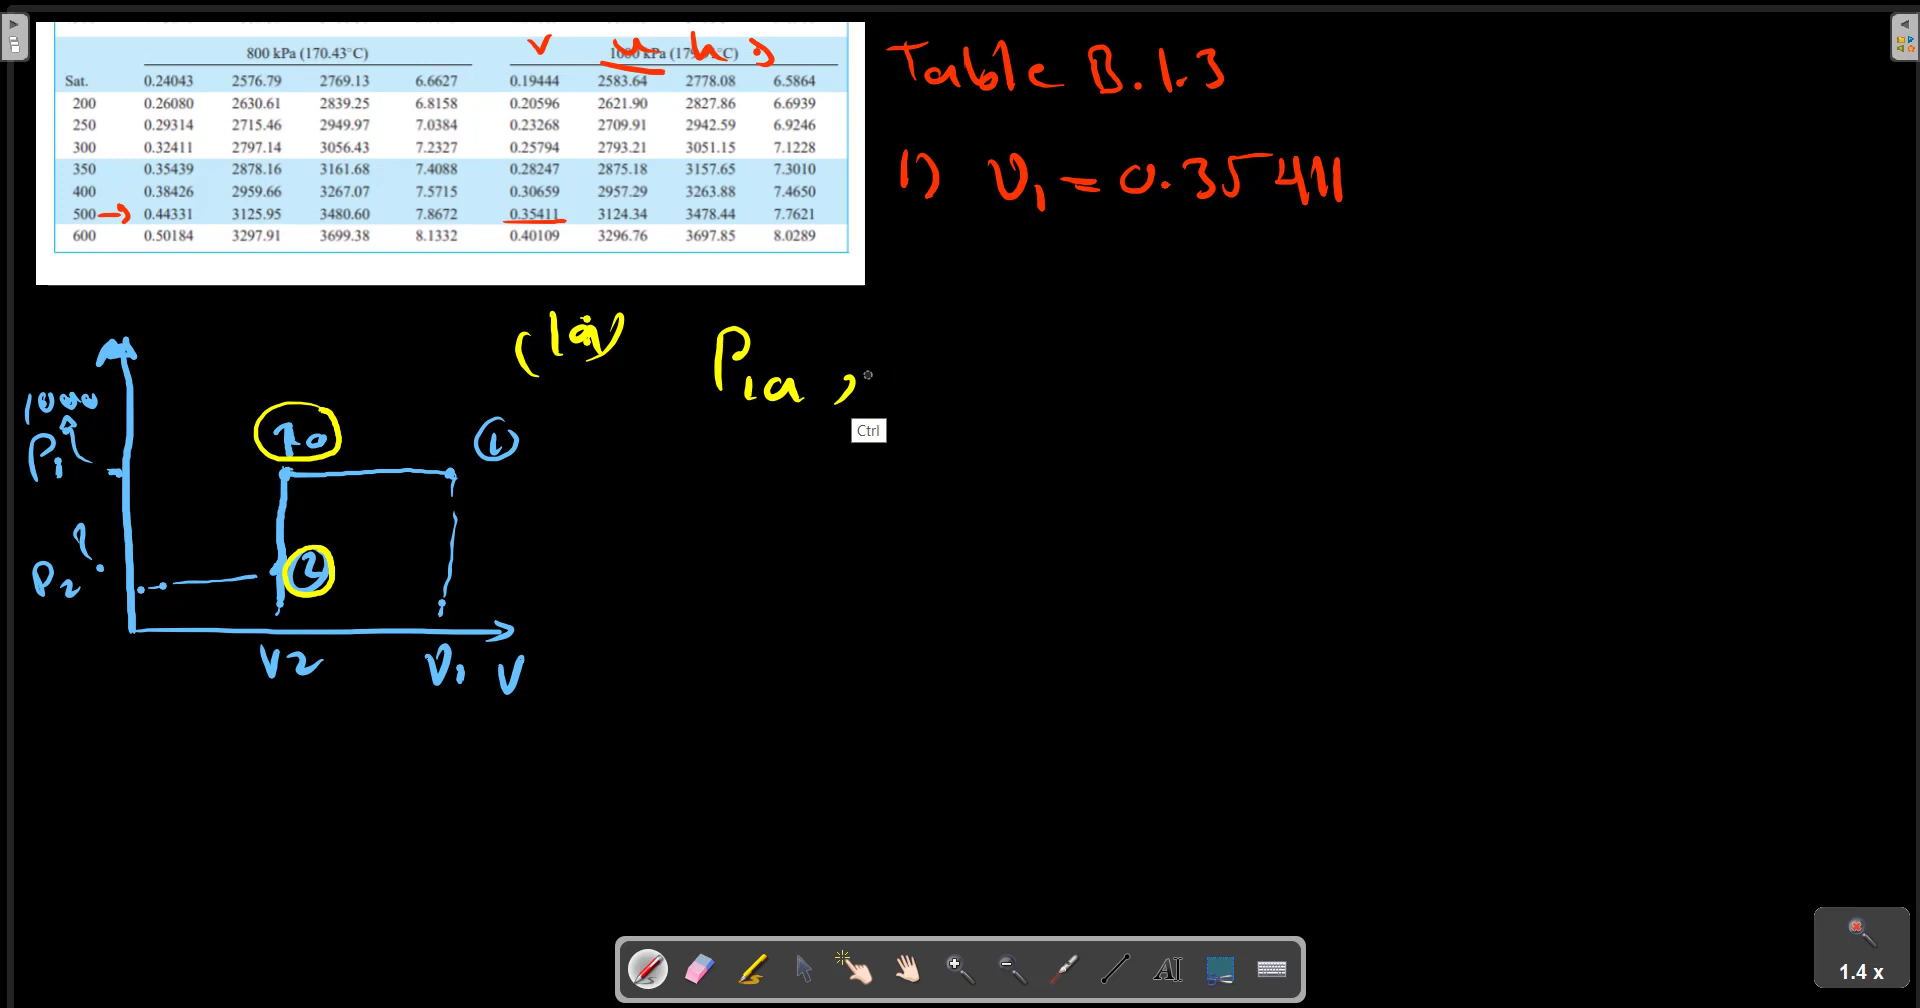 800 kPa (170.43°C)
v u h s
Sat. 0.24043 2576.79 2769.13 6.6627 0.19444 2583.64 2778.08 6.5864
200 0.26080 2630.61 2839.25 6.8158 0.20596 2621.90 2827.86 6.6939
250 0.29314 2715.46 2949.97 7.0384 0.23268 2709.91 2942.59 6.9246
300 0.32411 2797.14 3056.43 7.2327 0.25794 2793.21 3051.15 7.1228
350 0.35439 2878.16 3161.68 7.4088 0.28247 2875.18 3157.65 7.3010
400 0.38426 2959.66 3267.07 7.5715 0.30659 2957.29 3263.88 7.4650
500 0.44331 3125.95 3480.60 7.8672 0.35411 3124.34 3478.44 7.7621
600 0.50184 3297.91 3699.38 8.1332 0.40109 3296.76 3697.85 8.0289
Table B.1.3
1) v1 = 0.35411
(1a)
P1a ,
Ctrl
1000
P1
1a
1
P2
?
2
V2
V1
V
AI
1.4 x